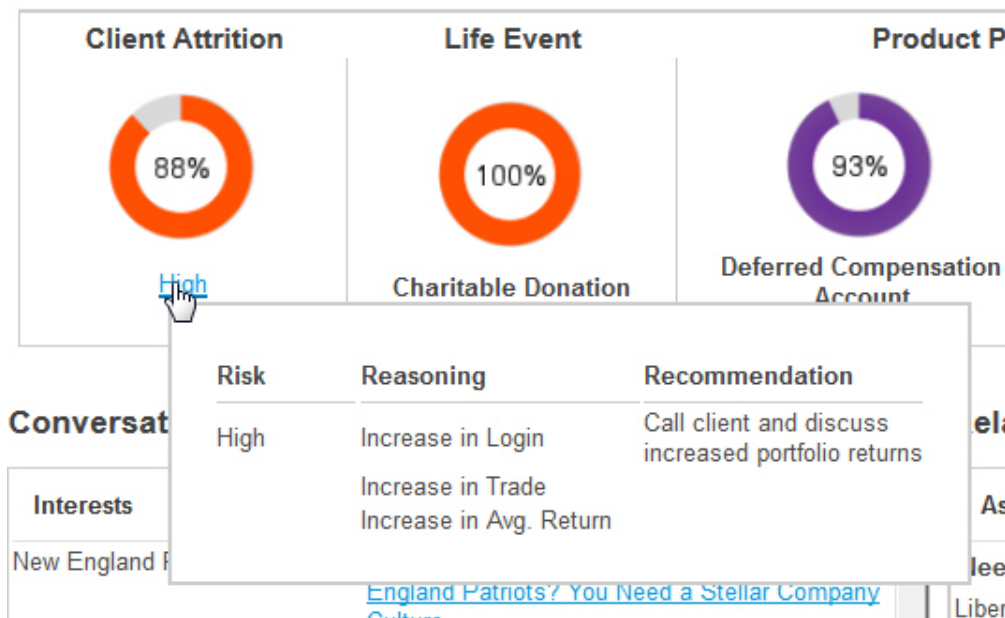 Client Attrition
Life Event
Product P
88%
100%
93%
High
Charitable Donation
Deferred Compensation
Account
Risk
Reasoning
Recommendation
High
Increase in Login
Call client and discuss
increased portfolio returns
Increase in Trade
Increase in Avg. Return
Conversat
Interests
As
New England
England Patriots? You Need a Stellar Company
Liber